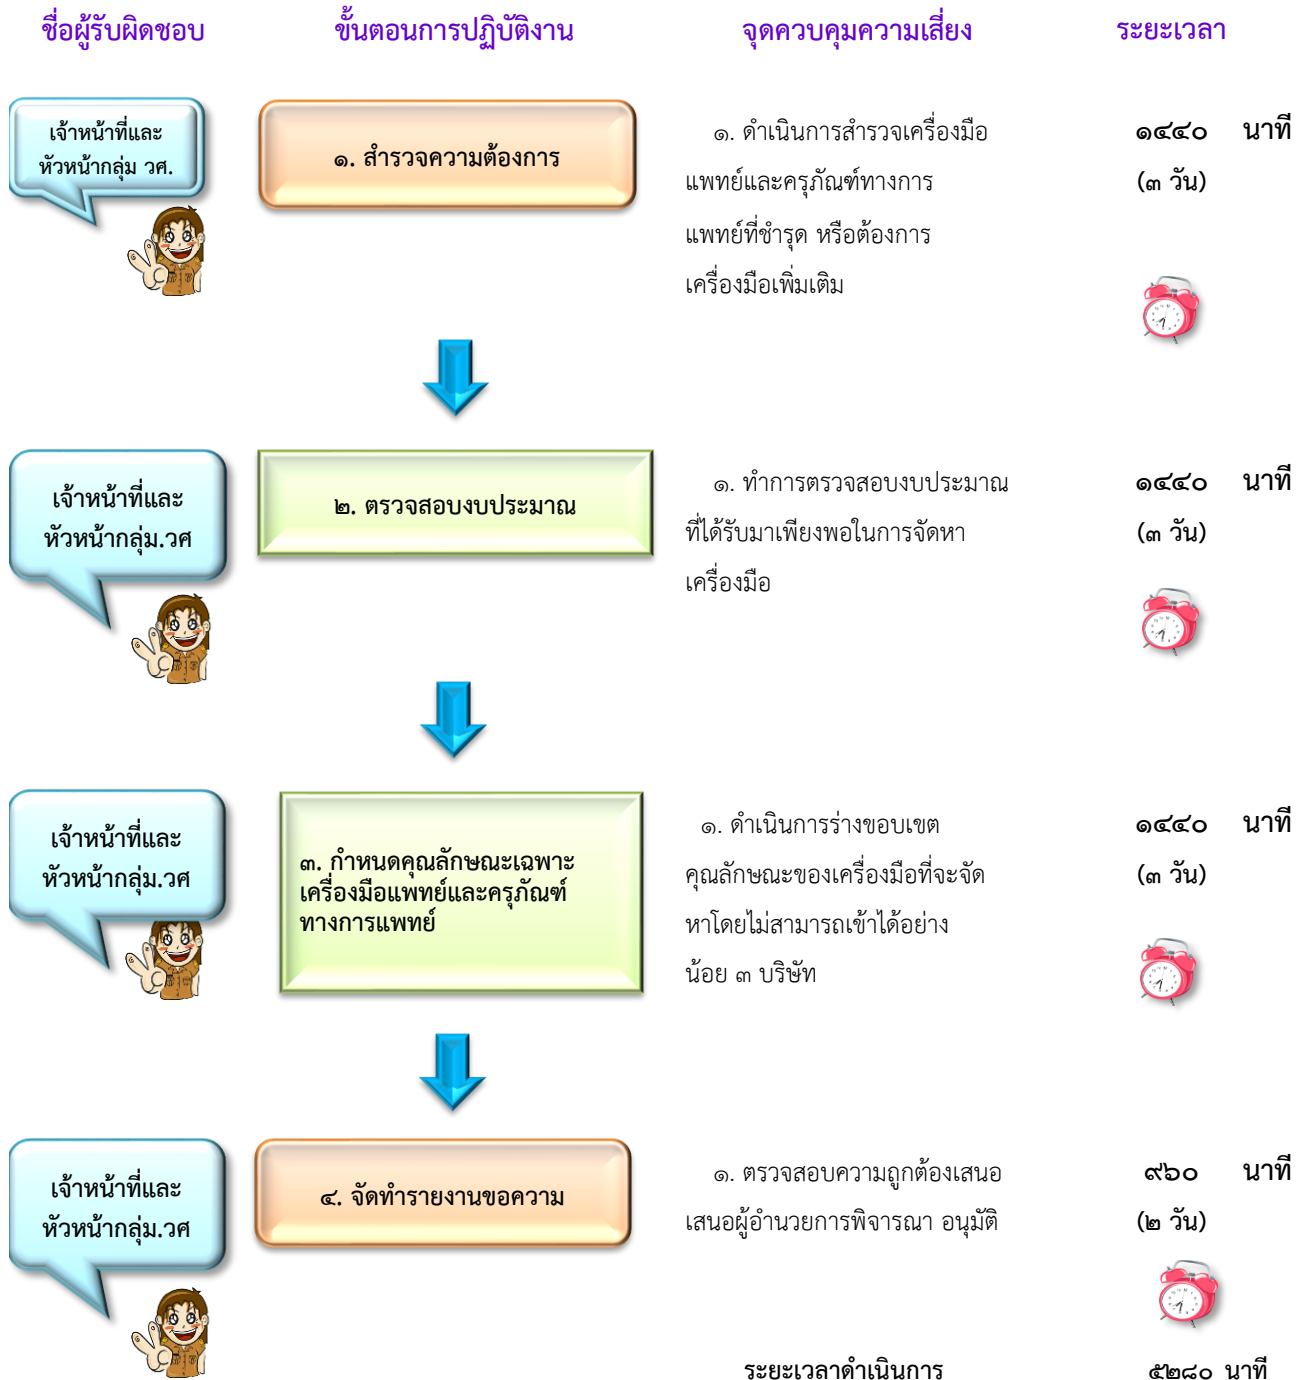 ชื่อผู้รับผิดชอบ ขั้นตอนการปฏิบัติงาน จุดควบคุมความเสี่ยง ระยะเวลา
เจ้าหน้าที่และ
หัวหน้ากลุ่ม วศ.
๑. สำรวจความต้องการ
๑. ดำเนินการสำรวจเครื่องมือ
แพทย์และครุภัณฑ์ทางการ
แพทย์ที่ชำรุด หรือต้องการ
เครื่องมือเพิ่มเติม
๑๔๔๐ นาที
(๓ วัน)
เจ้าหน้าที่และ
หัวหน้ากลุ่ม.วศ
๒. ตรวจสอบงบประมาณ
๑. ทำการตรวจสอบงบประมาณ
ที่ได้รับมาเพียงพอในการจัดหา
เครื่องมือ
๑๔๔๐ นาที
(๓ วัน)
เจ้าหน้าที่และ
หัวหน้ากลุ่ม.วศ
๓. กำหนดคุณลักษณะเฉพาะ
เครื่องมือแพทย์และครุภัณฑ์
ทางการแพทย์
๑. ดำเนินการร่างขอบเขต
คุณลักษณะของเครื่องมือที่จะจัด
หาโดยไม่สามารถเข้าได้อย่าง
น้อย ๓ บริษัท
๑๔๔๐ นาที
(๓ วัน)
เจ้าหน้าที่และ
หัวหน้ากลุ่ม.วศ
๔. จัดทำรายงานขอความ
๑. ตรวจสอบความถูกต้องเสนอ
เสนอผู้อำนวยการพิจารณา อนุมัติ
๙๖๐ นาที
(๒ วัน)
ระยะเวลาดำเนินการ ๕๒๘๐ นาที